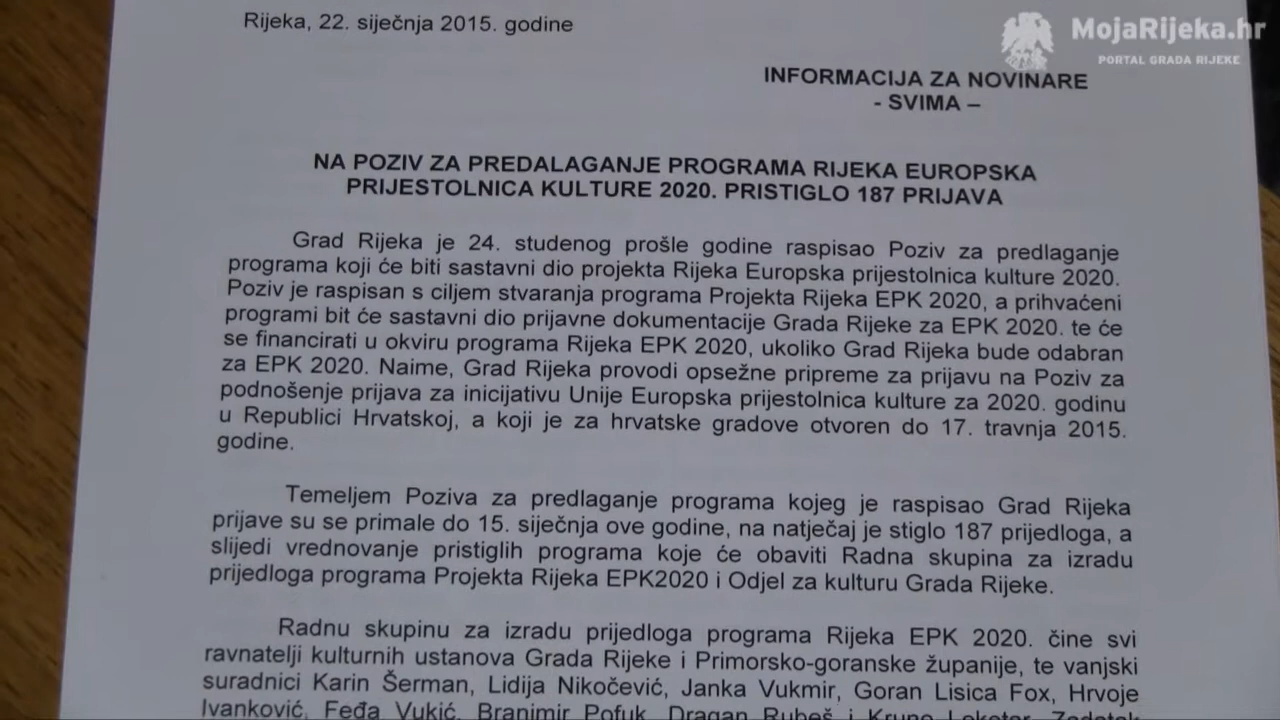 Rijeka, 22. siječnja 2015. godine
MojaRijeka.hr
PORTAL GRADA RIJEKE
INFORMACIJA ZA NOVINARE
- SVIMA –
NA POZIV ZA PREDALAGANJE PROGRAMA RIJEKA EUROPSKA
PRIJESTOLNICA KULTURE 2020. PRISTIGLO 187 PRIJAVA
Grad Rijeka je 24. studenog prošle godine raspisao Poziv za predlaganje
programa koji će biti sastavni dio projekta Rijeka Europska prijestolnica kulture 2020.
Poziv je raspisan s ciljem stvaranja programa Projekta Rijeka EPK 2020, a prihvaćeni
programi bit će sastavni dio prijavne dokumentacije Grada Rijeke za EPK 2020. te će
se financirati u okviru programa Rijeka EPK 2020, ukoliko Grad Rijeka bude odabran
za EPK 2020. Naime, Grad Rijeka provodi opsežne pripreme za prijavu na Poziv za
podnošenje prijava za inicijativu Unije Europska prijestolnica kulture za 2020. godinu
u Republici Hrvatskoj, a koji je za hrvatske gradove otvoren do 17. travnja 2015.
godine.
Temeljem Poziva za predlaganje programa kojeg je raspisao Grad Rijeka
prijave su se primale do 15. siječnja ove godine, na natječaj je stiglo 187 prijedloga, a
slijedi vrednovanje pristiglih programa koje će obaviti Radna skupina za izradu
prijedloga programa Projekta Rijeka EPK2020 i Odjel za kulturu Grada Rijeke.
Radnu skupinu za izradu prijedloga programa Rijeka EPK 2020. čine svi
ravnatelji kulturnih ustanova Grada Rijeke i Primorsko-goranske županije, te vanjski
suradnici Karin Šerman, Lidija Nikočević, Janka Vukmir, Goran Lisica Fox, Hrvoje
Ivanković, Feđa Vukić, Branimir Pofuk, Dragan Rubeš i Kruno Lokotar. Zadatak